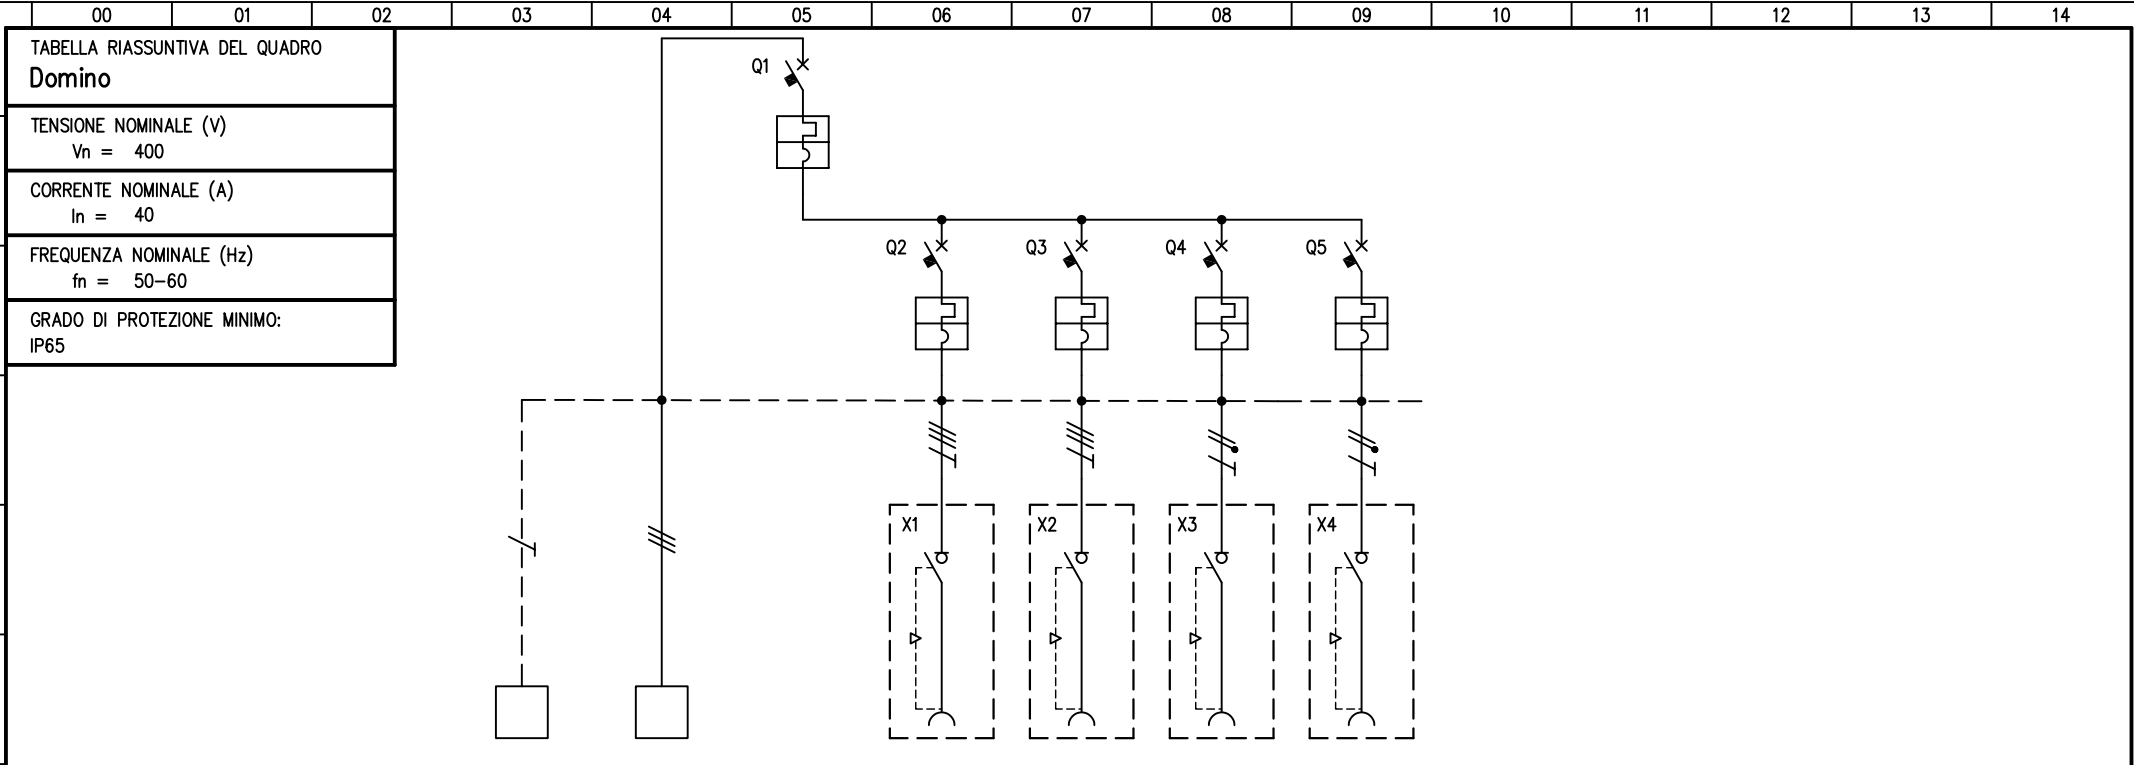 00 01 02 03 04 05 06 07 08 09 10 11 12 13 14
TABELLA RIASSUNTIVA DEL QUADRO
Domino
TENSIONE NOMINALE (V)
Vn = 400
CORRENTE NOMINALE (A)
In = 40
FREQUENZA NOMINALE (Hz)
fn = 50-60
GRADO DI PROTEZIONE MINIMO:
IP65
Q1
Q2 Q3 Q4 Q5
X1 X2 X3 X4